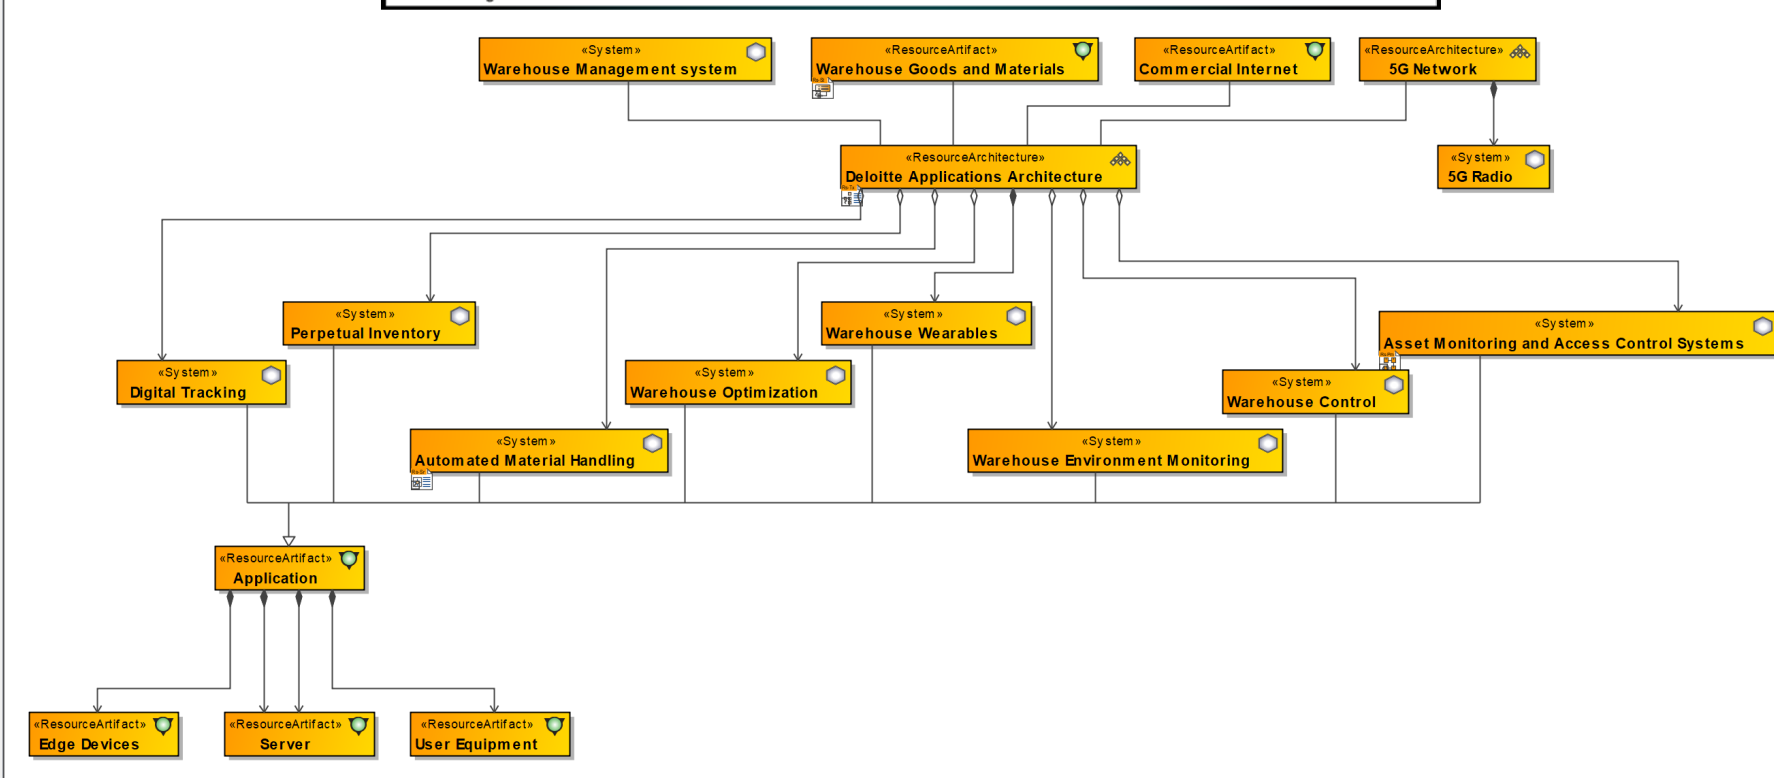 «System»
Warehouse Management system
«ResourceArtifact»
Warehouse Goods and Materials
«ResourceArtifact»
Commercial Internet
«ResourceArchitecture»
5G Network
«ResourceArchitecture»
Deloitte Applications Architecture
«System»
5G Radio
«System»
Perpetual Inventory
«System»
Warehouse Wearables
«System»
Asset Monitoring and Access Control Systems
«System»
Digital Tracking
«System»
Warehouse Optimization
«System»
Warehouse Control
«System»
Automated Material Handling
«System»
Warehouse Environment Monitoring
«ResourceArtifact»
Application
«ResourceArtifact»
Edge Devices
«ResourceArtifact»
Server
«ResourceArtifact»
User Equipment